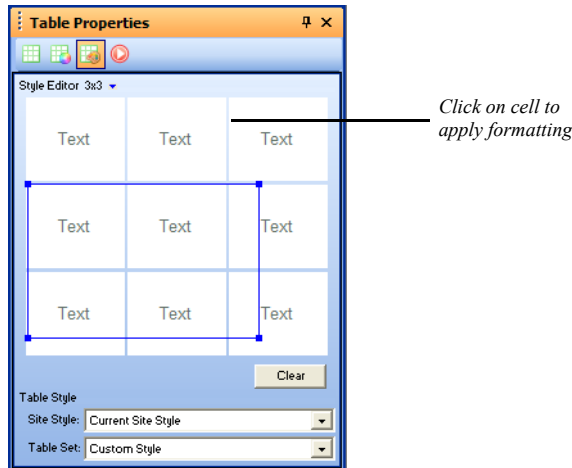 Table Properties
Style Editor 3x3
Click on cell to
apply formatting
Text Text Text
Text Text Text
Text Text Text
Clear
Table Style
Site Style: Current Site Style
Table Set: Custom Style